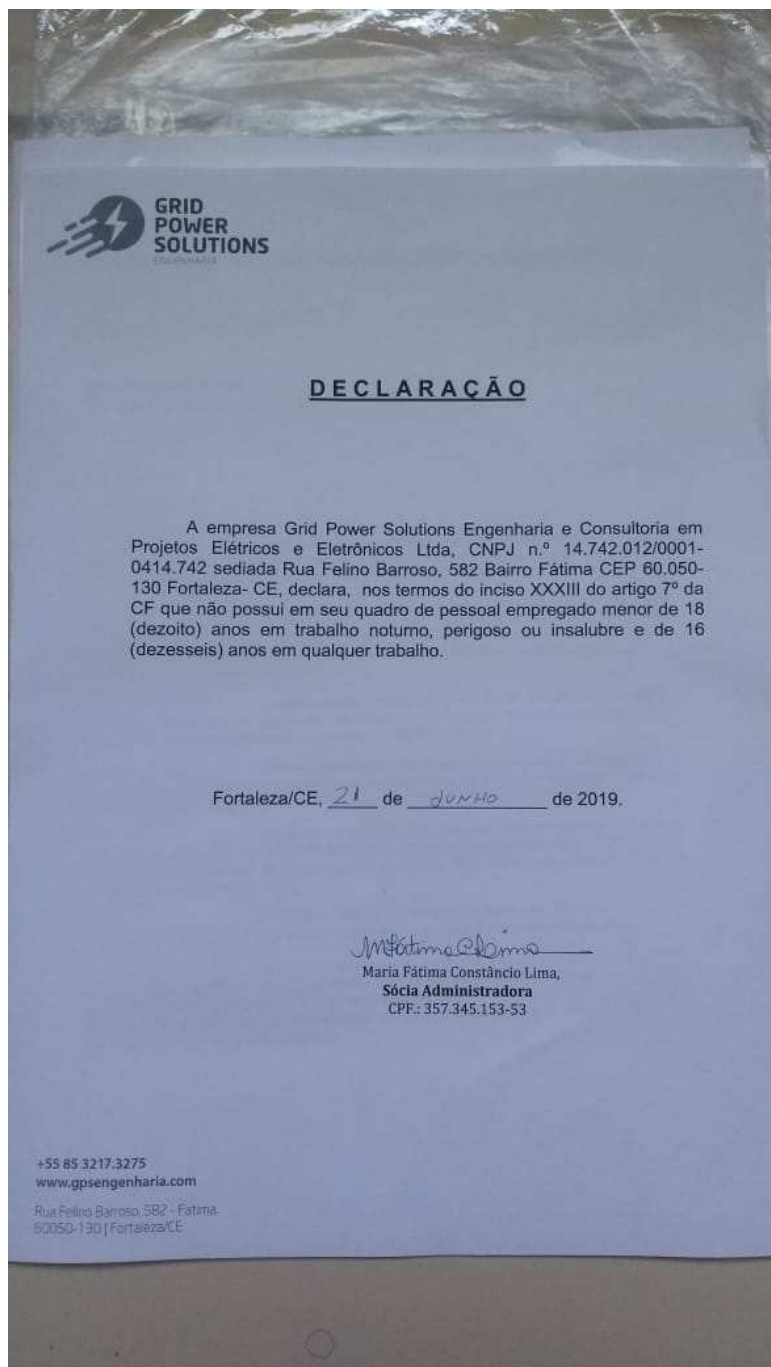 GRID
POWER
SOLUTIONS
ENGENHARIA
DECLARAÇÃO
A empresa Grid Power Solutions Engenharia e Consultoria em
Projetos Elétricos e Eletrônicos Ltda, CNPJ n.º 14.742.012/0001-
0414.742 sediada Rua Felino Barroso, 582 Bairro Fátima CEP 60.050-
130 Fortaleza- CE, declara, nos termos do inciso XXXIII do artigo 7º da
CF que não possui em seu quadro de pessoal empregado menor de 18
(dezoito) anos em trabalho noturno, perigoso ou insalubre e de 16
(dezesseis) anos em qualquer trabalho.
Fortaleza/CE, 21 de JUNHO de 2019.
MFátimaCLima
Maria Fátima Constâncio Lima,
Sócia Administradora
CPF.: 357.345.153-53
+55 85 3217.3275
www.gpsengenharia.com
Rua Felino Barroso, 582 - Fatima
60050-130 | Fortaleza/CE